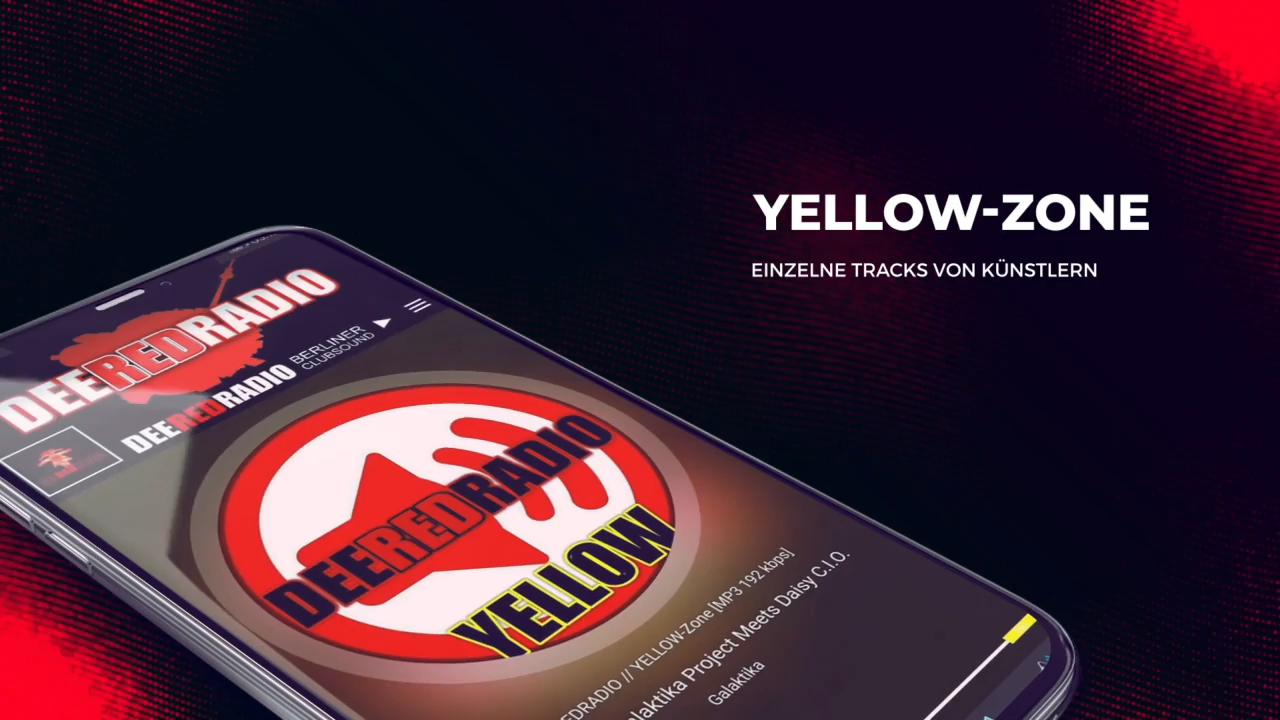 YELLOW-ZONE
EINZELNE TRACKS VON KÜNSTLERN
DEEREDRADIO
DEEREDRADIO
BERLINER
CLUBSOUND
DEEREDRADIO
YELLOW
EDRADIO // YELLOW-Zone [MP3 192 kbps]
alaktika Project Meets Daisy C.I.O.
Galaktika